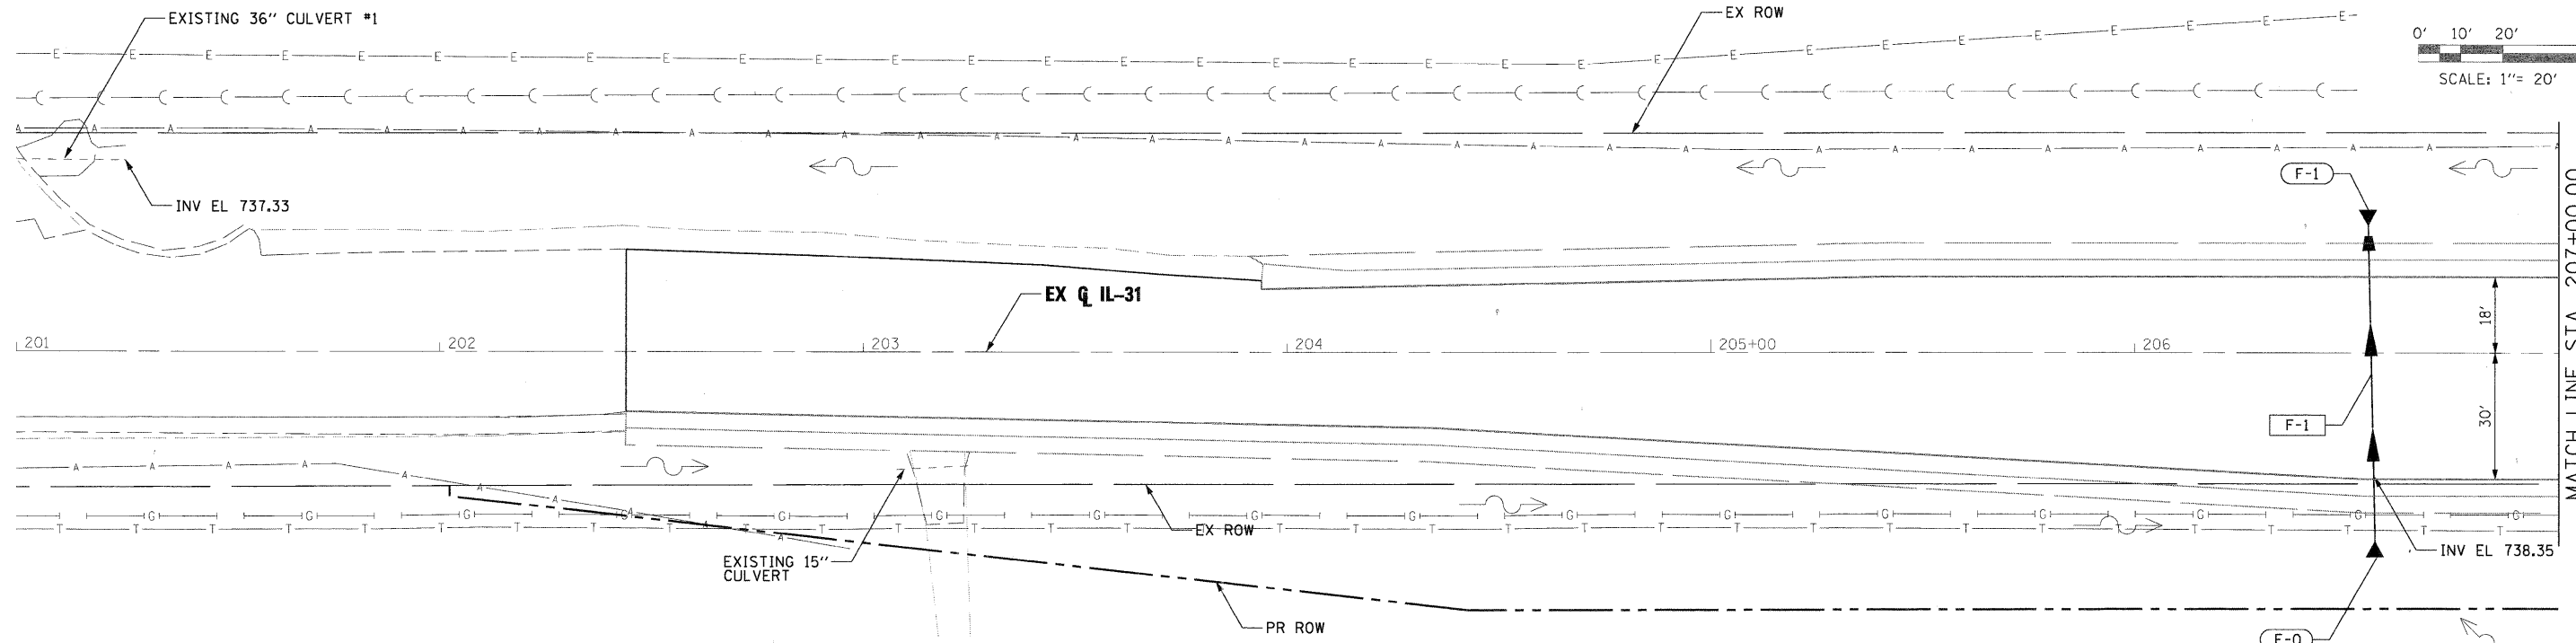 EXISTING 36" CULVERT #1
EX ROW
0' 10' 20'
SCALE: 1"= 20'
E E E E E E E E E E E E E E E E E E E E E E E E E E E E E E E
A A A A A A A A A A A A A A A A A A A A A A A A A A A A A A A
F-1
INV EL 737.33
EX ℄ IL-31
201 202 203 204 205+00 206
18'
30'
F-1
MATCH LINE STA 207+00.00
A A A A A A A A A A
G G G G G G G G G G G G G G G
T T T T T T T T T T T T T T T T T T T T T T T T T T T
EX ROW
EXISTING 15"
CULVERT
INV EL 738.35
PR ROW
F-0